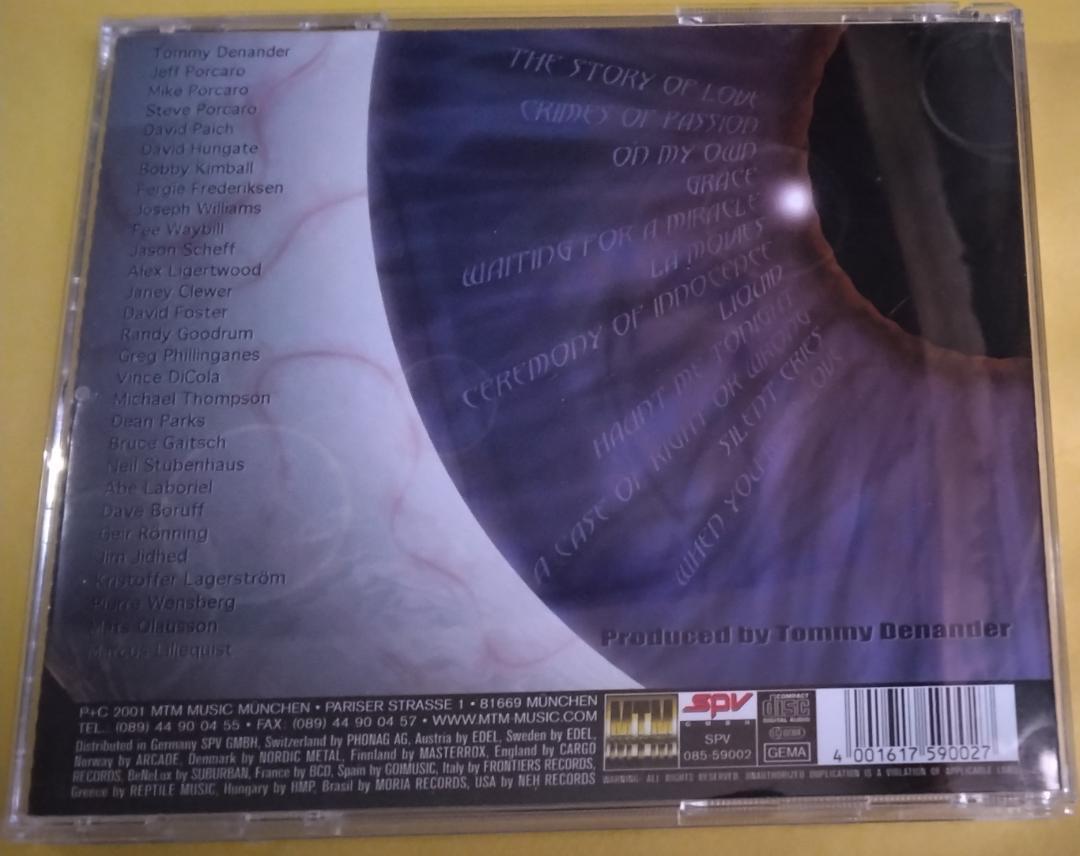 Tommy Denander
Jeff Porcaro
Mike Porcaro
Steve Porcaro
David Paich
David Hungate
Bobby Kimball
Fergie Frederiksen
Joseph Williams
Fee Waybill
Jason Scheff
Alex Ligertwood
Janey Clewer
David Foster
Randy Goodrum
Greg Phillinganes
Vince DiCola
Michael Thompson
Dean Parks
Bruce Gaitsch
Neil Stubenhaus
Abe Laboriel
Dave Boruff
Geir Rönning
Jim Jidhed
Kristoffer Lagerström
Pierre Wensberg
Mats Olausson
Marcus Liliequist
THE STORY OF LOVE
CRIMES OF PASSION
ON MY OWN
GRACE
WAITING FOR A MIRACLE
LA MOVIES
CEREMONY OF INNOCENCE
LIQUID
HAUNT ME TONIGHT
A CASE OF RIGHT OR WRONG
SILENT CRIES
WHEN YOU'RE
Produced by Tommy Denander
P+C 2001 MTM MUSIC MÜNCHEN • PARISER STRASSE 1 • 81669 MÜNCHEN
TEL.: (089) 44 90 04 55 • FAX: (089) 44 90 04 57 • WWW.MTM-MUSIC.COM
Distributed in Germany SPV GMBH, Switzerland by PHONAG AG, Austria by EDEL, Sweden by EDEL,
Norway by ARCADE, Denmark by NORDIC METAL, Finnland by MASTERROX, England by CARGO
RECORDS, BeNeLux by SUBURBAN, France by BCD, Spain by GOIMUSIC, Italy by FRONTIERS RECORDS,
Greece by REPTILE MUSIC, Hungary by HMP, Brasil by MORIA RECORDS, USA by NEH RECORDS
SPV
GMBH
SPV
085-59002
COMPACT
disc
DIGITAL AUDIO
GEMA
4 001617 590027
WARNING: ALL RIGHTS RESERVED. UNAUTHORIZED DUPLICATION IS A VIOLATION OF APPLICABLE LAWS